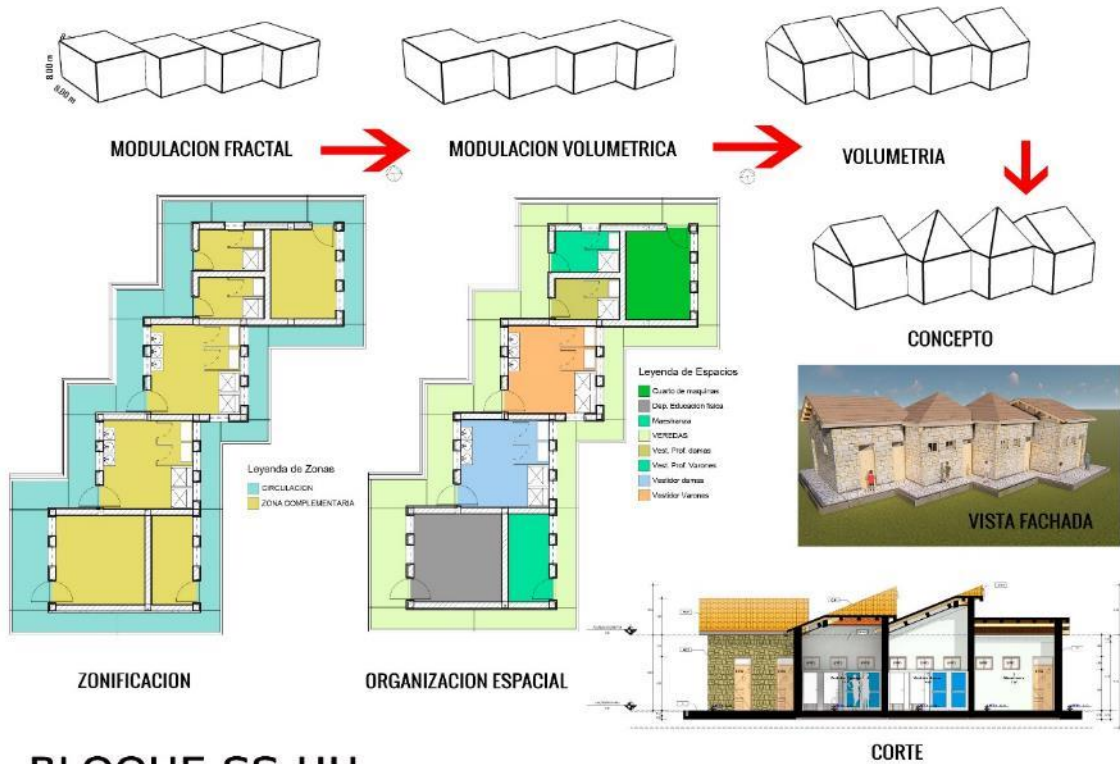 8.00 m
8.00 m
MODULACION FRACTAL
MODULACION VOLUMETRICA
VOLUMETRIA
CONCEPTO
Leyenda de Zonas
CIRCULACION
ZONA COMPLEMENTARIA
Leyenda de Espacios
Cuarto de maquinas
Dep. Educacion fisica
Maestranza
VEREDAS
Vest. Prof. damas
Vest. Prof. Varones
Vestidor damas
Vestidor Varones
VISTA FACHADA
ZONIFICACION
ORGANIZACION ESPACIAL
CORTE
BLOQUE SS HH